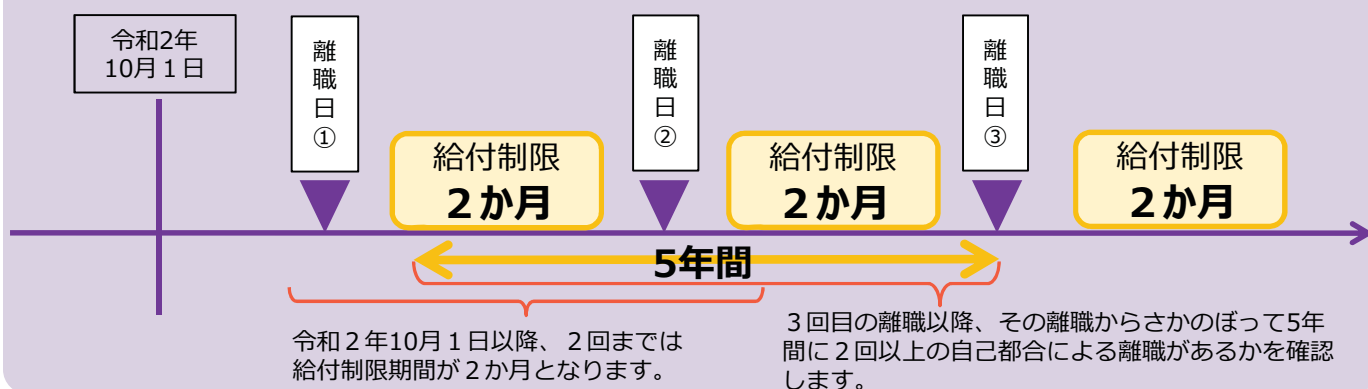 令和2年
10月１日
離職日①
給付制限
２か月
離職日②
給付制限
２か月
離職日③
給付制限
２か月
5年間
令和２年10月１日以降、２回までは
給付制限期間が２か月となります。
３回目の離職以降、その離職からさかのぼって5年
間に２回以上の自己都合による離職があるかを確認
します。